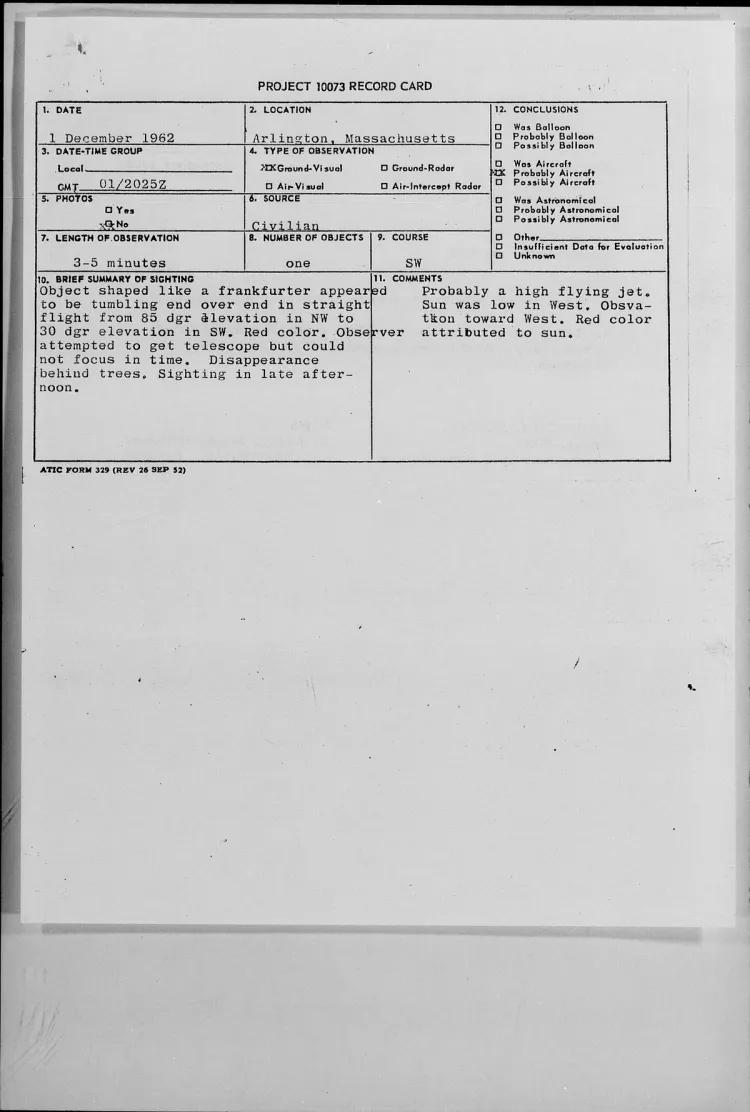 PROJECT 10073 RECORD CARD
1. DATE
1 December 1962
2. LOCATION
Arlington, Massachusetts
12. CONCLUSIONS
☐ Was Balloon
☐ Probably Balloon
☐ Possibly Balloon
☐ Was Aircraft
XX Probably Aircraft
☐ Possibly Aircraft
☐ Was Astronomical
☐ Probably Astronomical
☐ Possibly Astronomical
☐ Other
☐ Insufficient Data for Evaluation
☐ Unknown
3. DATE-TIME GROUP
Local
GMT 01/2025Z
4. TYPE OF OBSERVATION
XX Ground-Visual ☐ Ground-Radar
☐ Air-Visual ☐ Air-Intercept Radar
5. PHOTOS
☐ Yes
X No
6. SOURCE
Civilian
7. LENGTH OF OBSERVATION
3-5 minutes
8. NUMBER OF OBJECTS
one
9. COURSE
SW
10. BRIEF SUMMARY OF SIGHTING
Object shaped like a frankfurter appeared
to be tumbling end over end in straight
flight from 85 dgr elevation in NW to
30 dgr elevation in SW. Red color. Observer
attempted to get telescope but could
not focus in time. Disappearance
behind trees. Sighting in late after-
noon.
11. COMMENTS
Probably a high flying jet.
Sun was low in West. Obsva-
tion toward West. Red color
attributed to sun.
ATIC FORM 329 (REV 26 SEP 52)